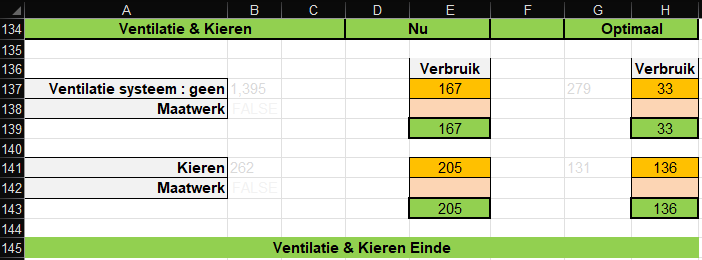 A B C D E F G H
134 Ventilatie & Kieren Nu Optimaal
135
136 Verbruik Verbruik
137 Ventilatie systeem : geen 1,395 167 279 33
138 Maatwerk FALSE
139 167 33
140
141 Kieren 262 205 131 136
142 Maatwerk FALSE
143 205 136
144
145 Ventilatie & Kieren Einde